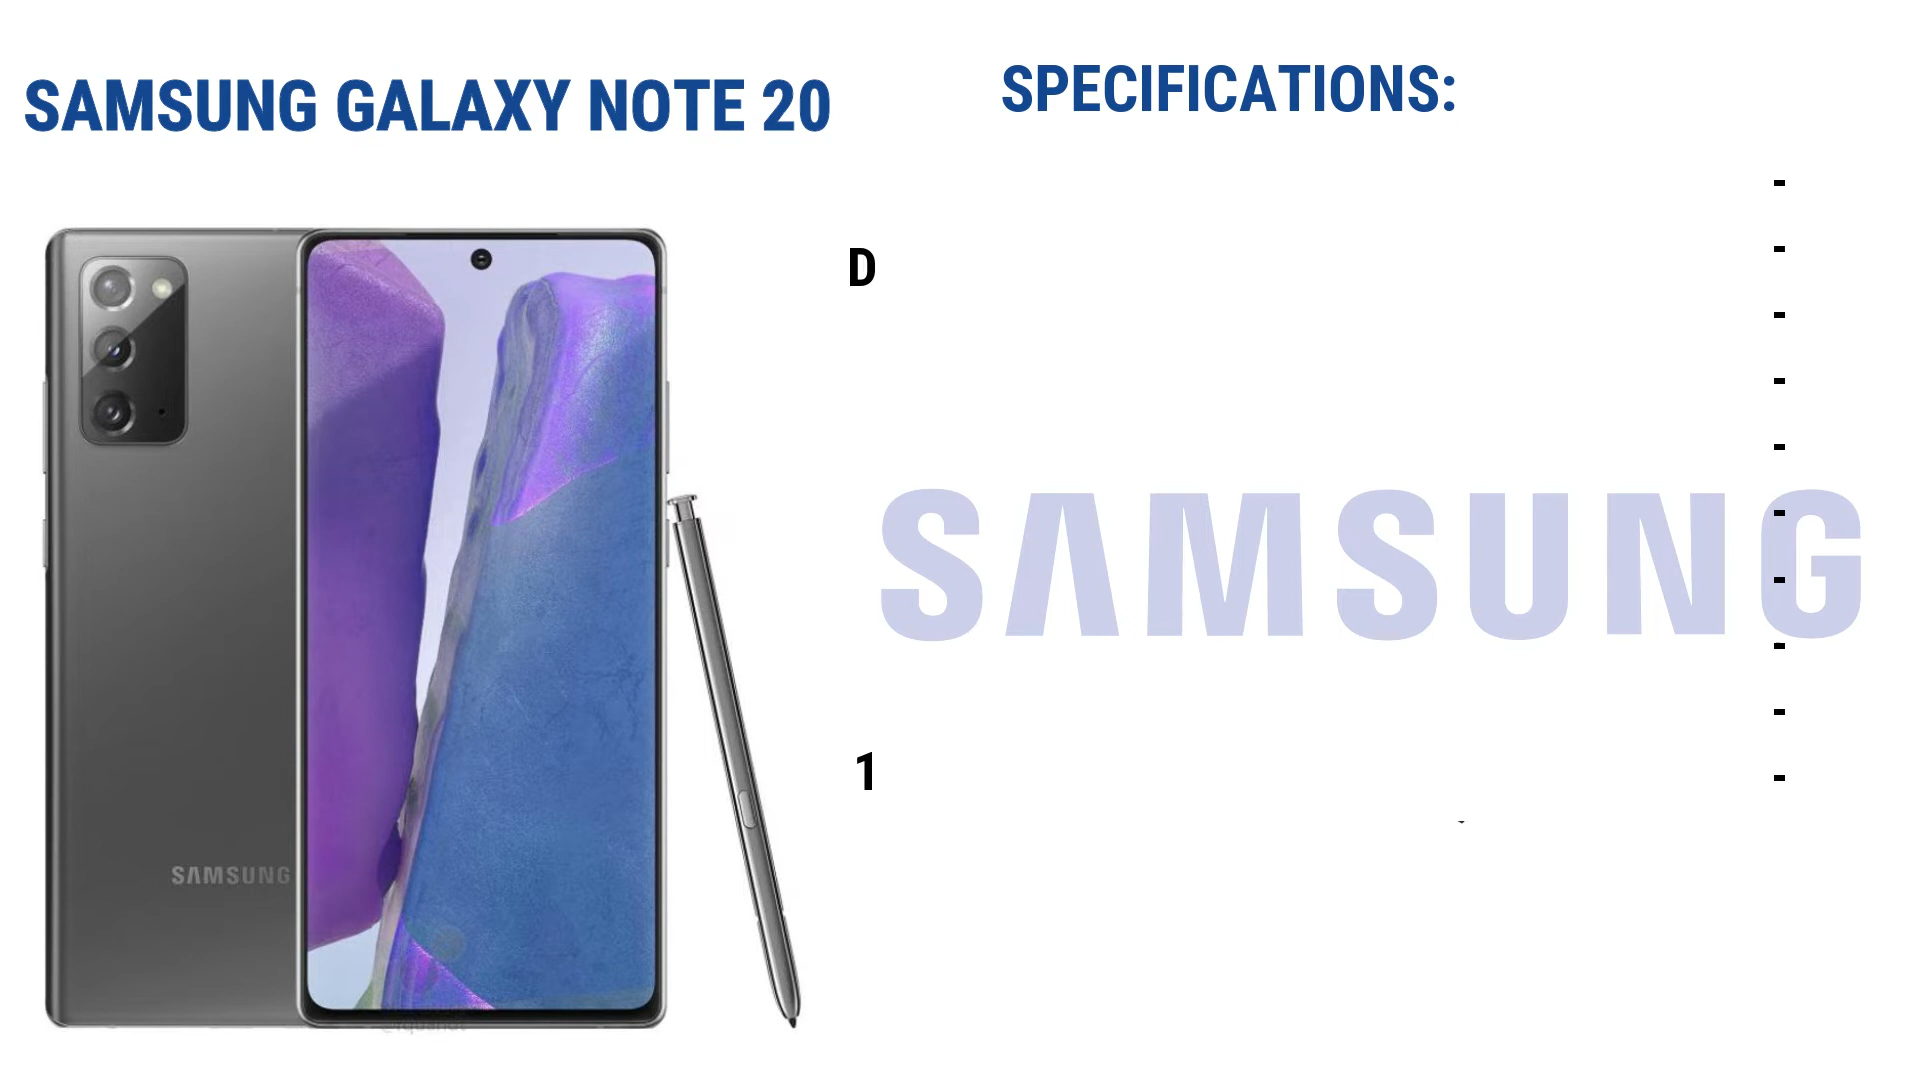 SAMSUNG GALAXY NOTE 20
SPECIFICATIONS:
-
-
D
-
-
-
SAMSUNG
-
-
-
-
1
-
SAMSUNG